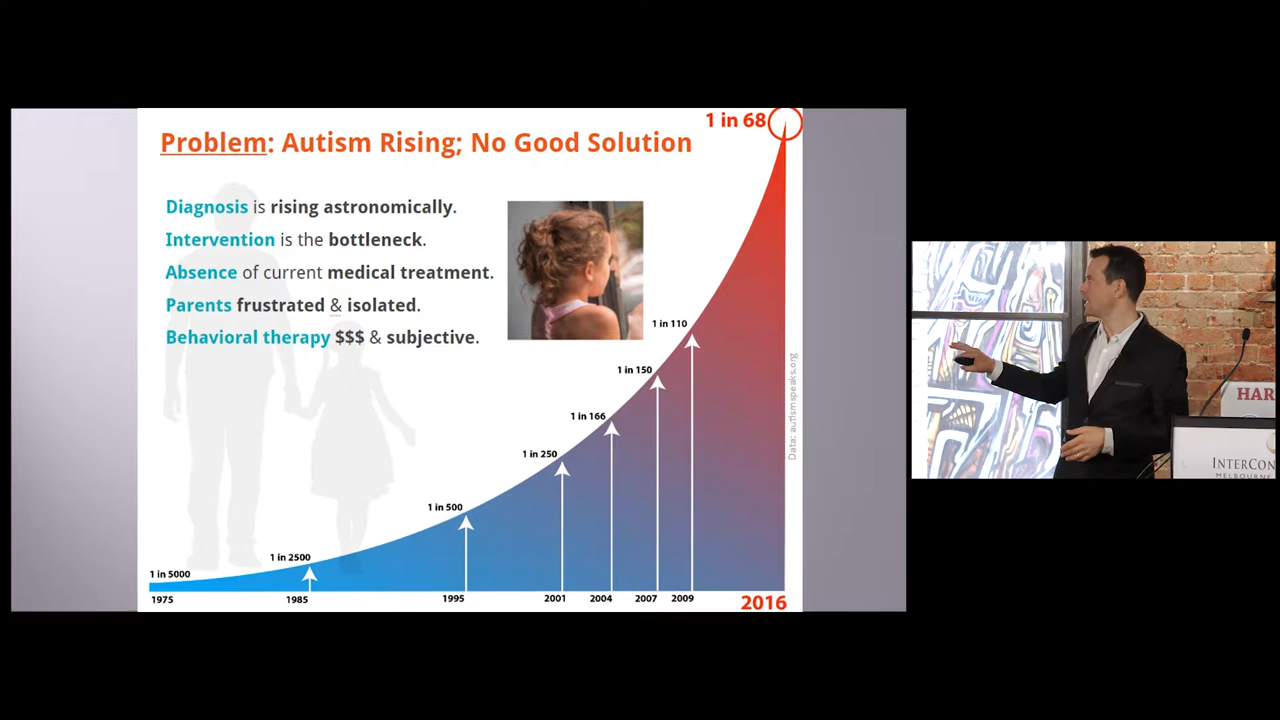 Problem: Autism Rising; No Good Solution
1 in 68
Diagnosis is rising astronomically.
Intervention is the bottleneck.
Absence of current medical treatment.
Parents frustrated & isolated.
Behavioral therapy $$$ & subjective.
1 in 110
1 in 150
1 in 166
1 in 250
1 in 500
1 in 2500
1 in 5000
1975
1985
1995
2001
2004
2007
2009
2016
Data: autismspeaks.org
HAR
INTERCON
MELBOURNE